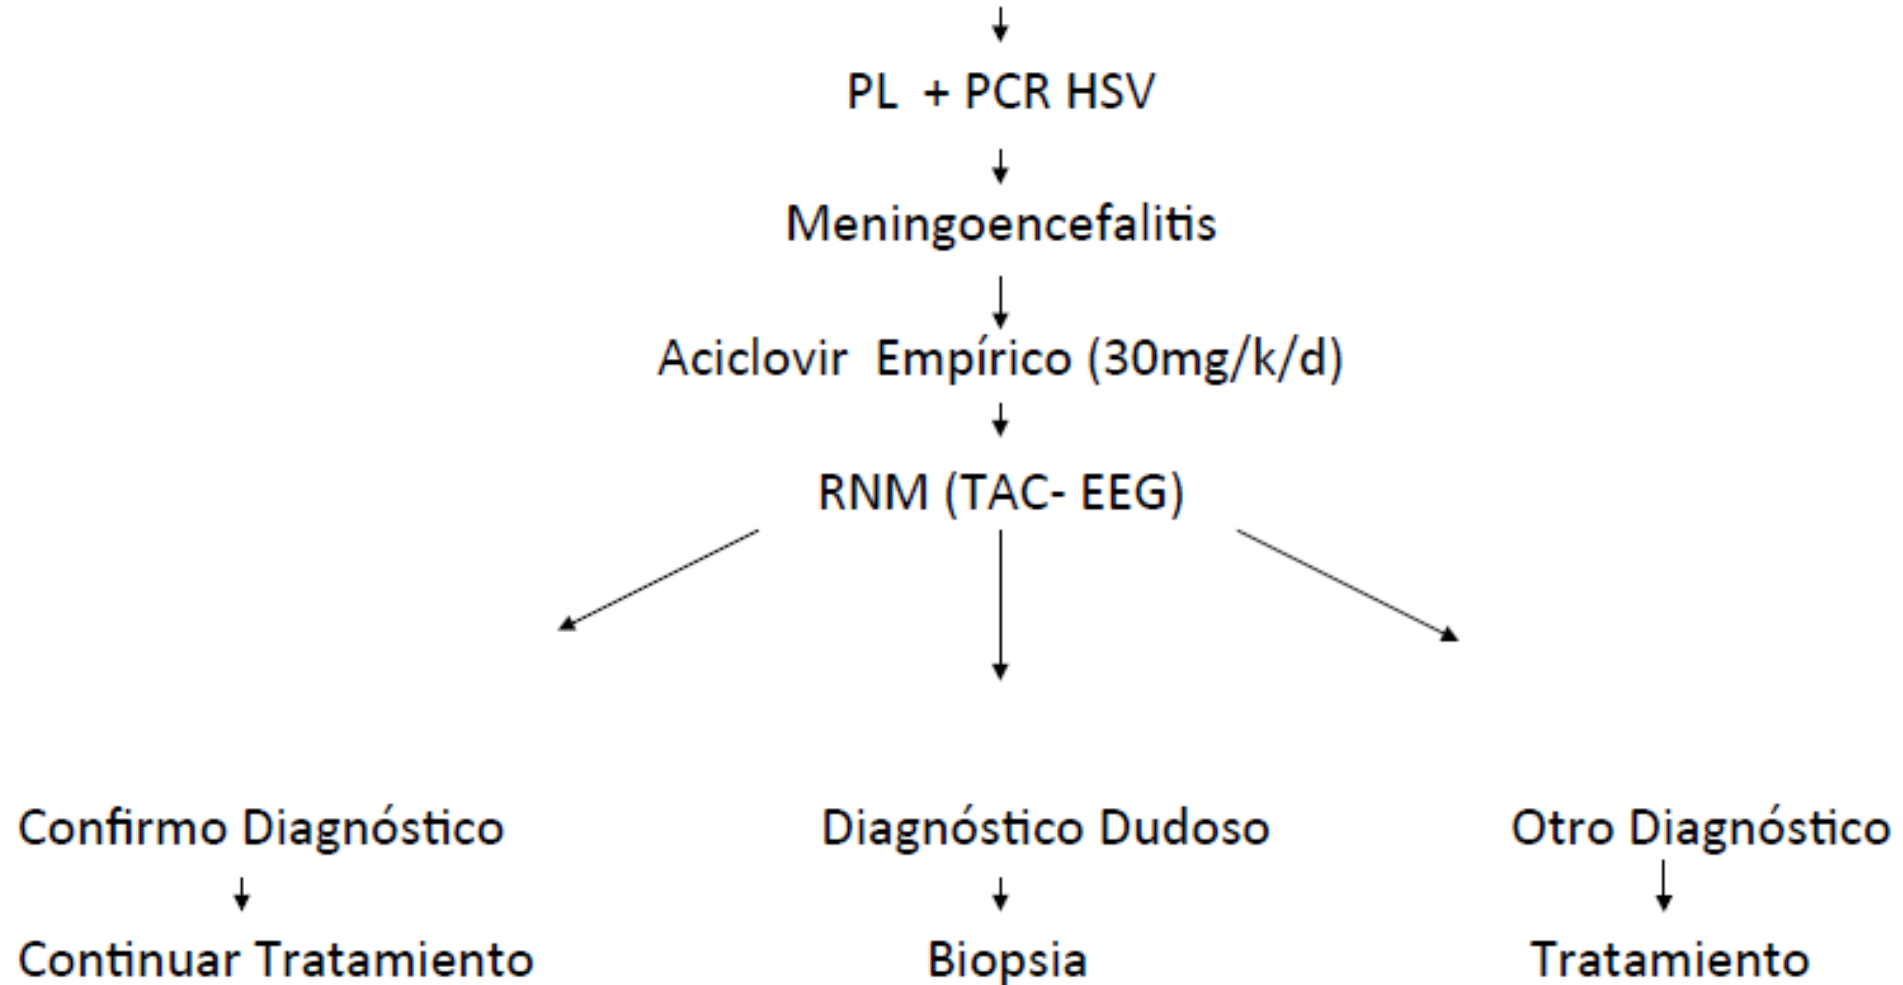 PL + PCR HSV
Meningoencefalitis
Aciclovir Empírico (30mg/k/d)
RNM (TAC- EEG)
Confirmo Diagnóstico
Diagnóstico Dudoso
Otro Diagnóstico
Continuar Tratamiento
Biopsia
Tratamiento